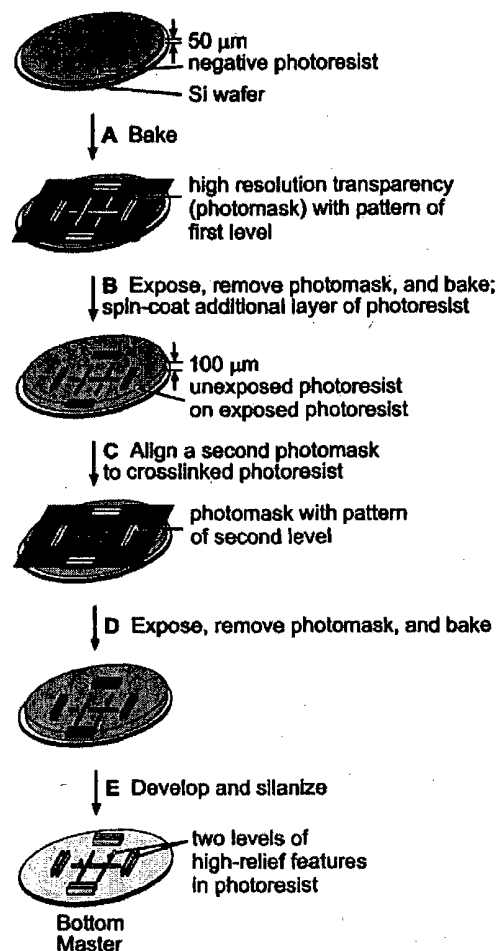 50 μm
negative photoresist
Si wafer
A Bake
high resolution transparency
(photomask) with pattern of
first level
B Expose, remove photomask, and bake;
spin-coat additional layer of photoresist
100 μm
unexposed photoresist
on exposed photoresist
C Align a second photomask
to crosslinked photoresist
photomask with pattern
of second level
D Expose, remove photomask, and bake
E Develop and silanize
two levels of
high-relief features
in photoresist
Bottom
Master